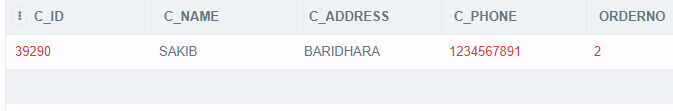 C_ID C_NAME C_ADDRESS C_PHONE ORDERNO
39290 SAKIB BARIDHARA 1234567891 2